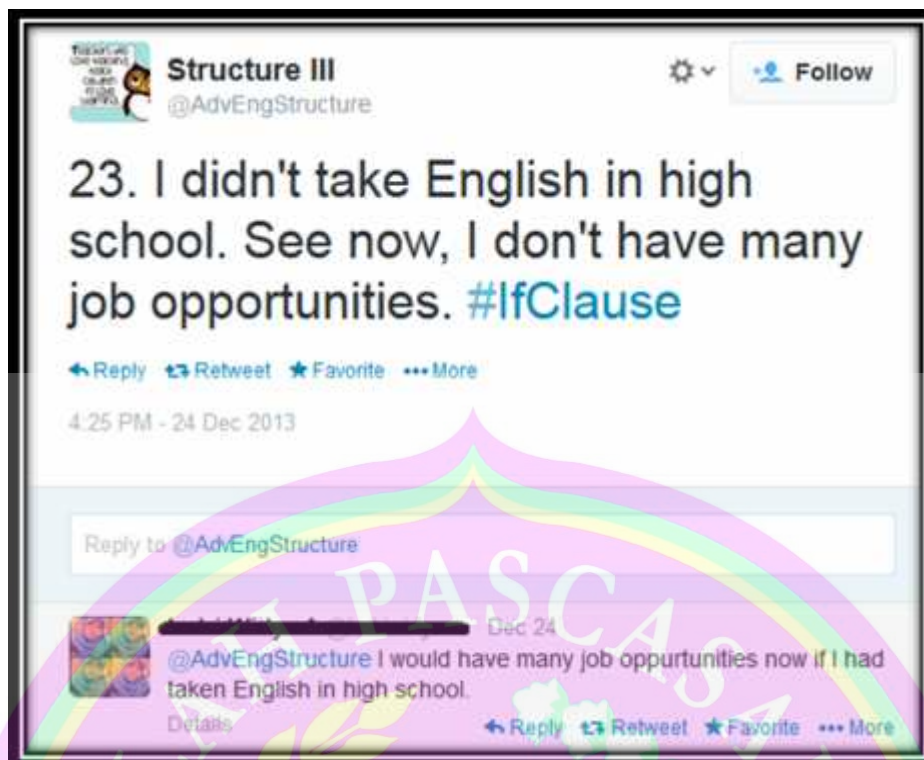 Structure III
Follow
@AdvEngStructure
23. I didn't take English in high
school. See now, I don't have many
job opportunities. #IfClause
Reply Retweet Favorite More
4:25 PM - 24 Dec 2013
Reply to @AdvEngStructure
Dec 24
@AdvEngStructure I would have many job oppurtunities now if I had
taken English in high school.
Details Reply Retweet Favorite More
PASCASA